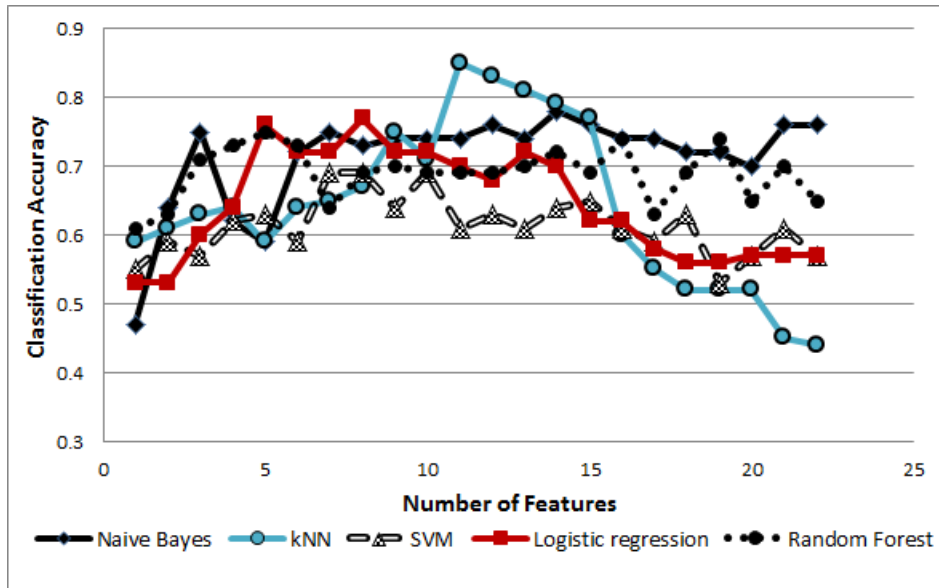 0.9
0.8
0.7
0.6
0.5
0.4
0.3
Classification Accuracy
0 5 10 15 20 25
Number of Features
Naive Bayes kNN SVM Logistic regression Random Forest